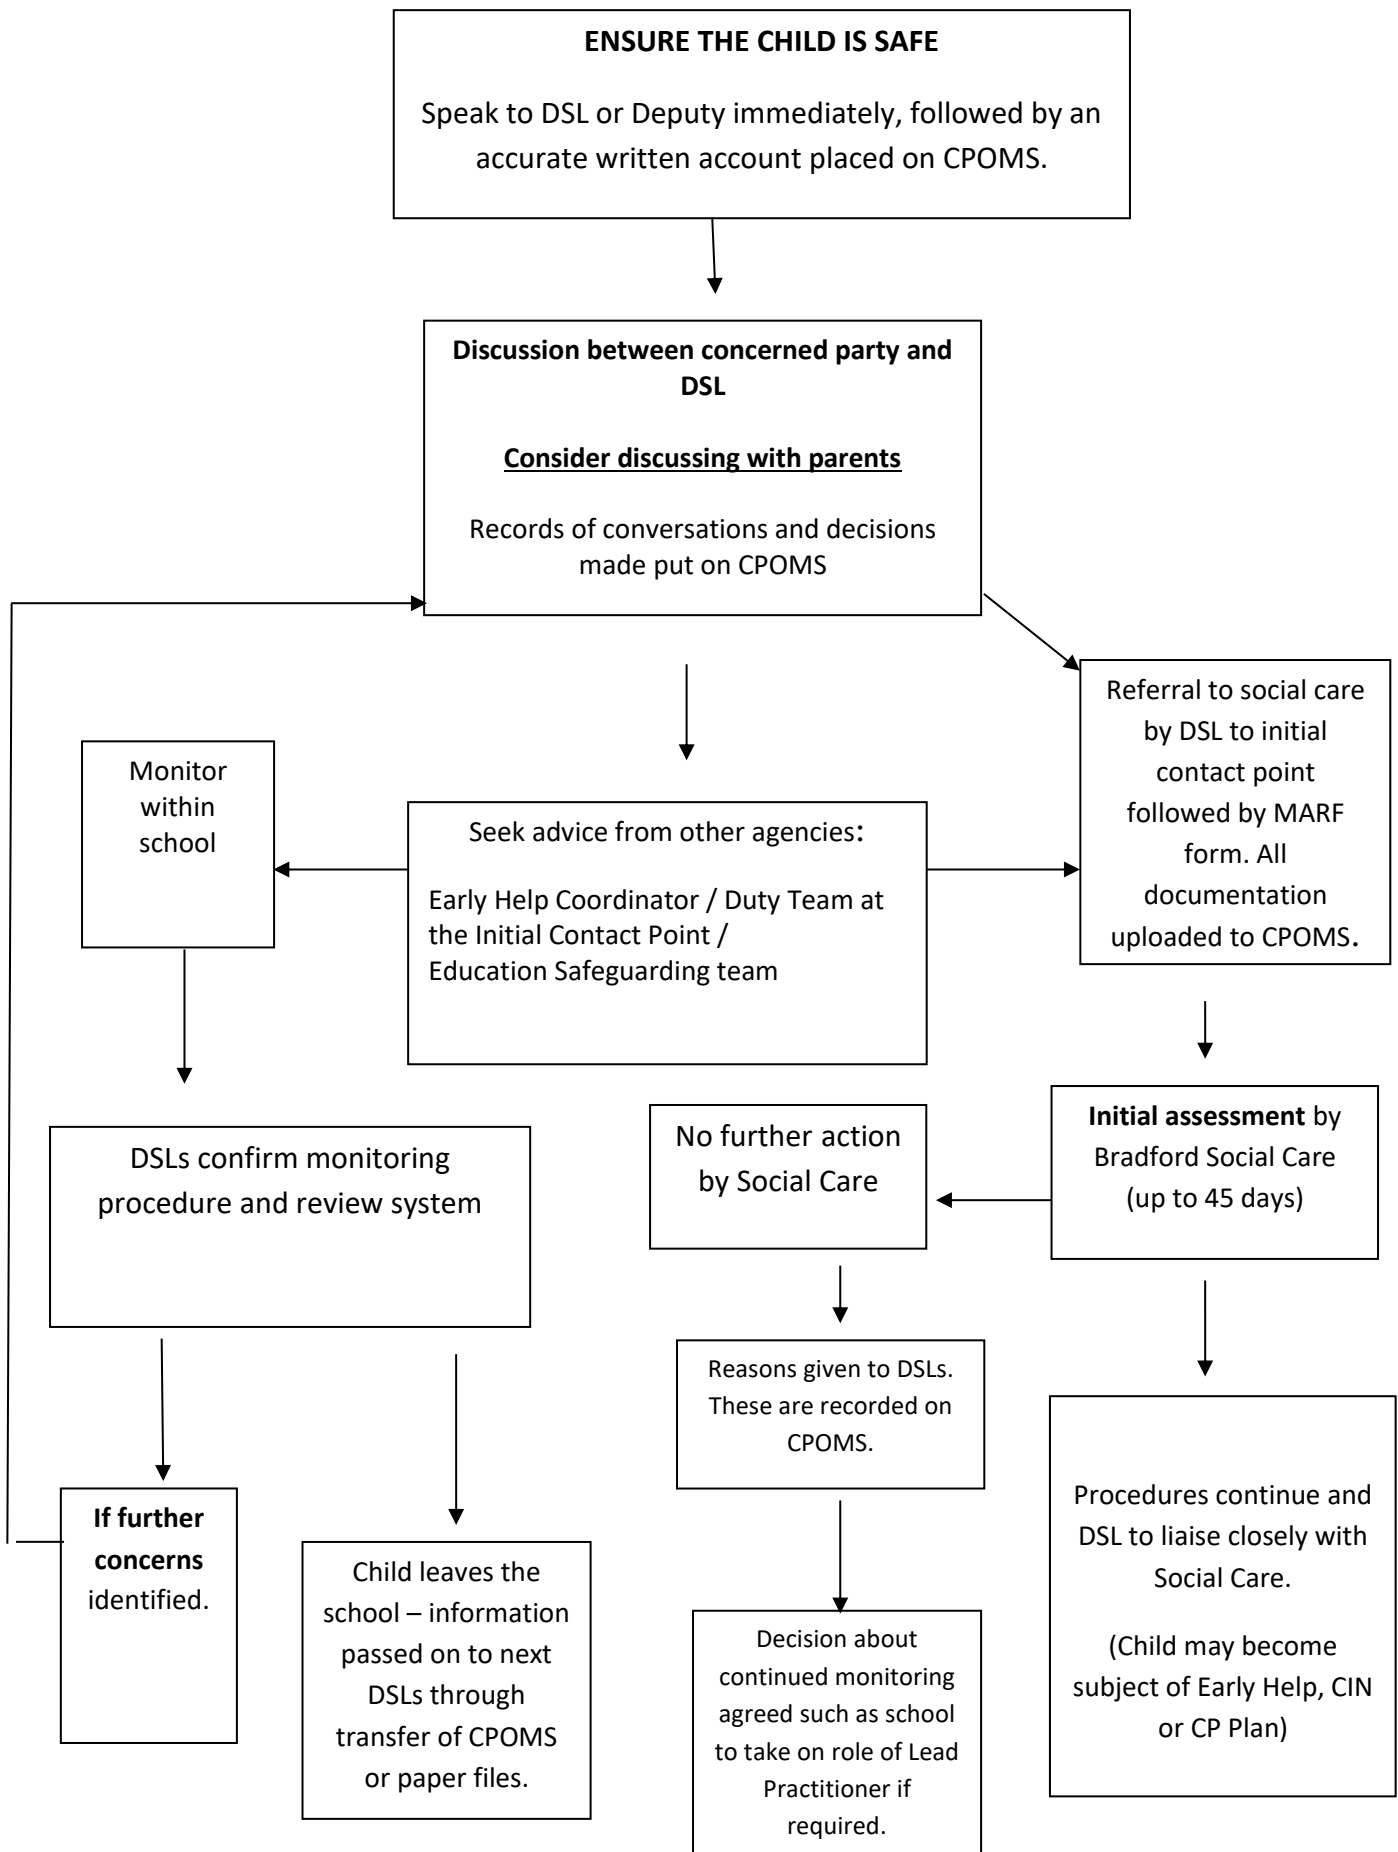 ENSURE THE CHILD IS SAFE
Speak to DSL or Deputy immediately, followed by an
accurate written account placed on CPOMS.
Discussion between concerned party and
DSL
Consider discussing with parents
Records of conversations and decisions
made put on CPOMS
Referral to social care
by DSL to initial
contact point
followed by MARF
form. All
documentation
uploaded to CPOMS.
Monitor
within
school
Seek advice from other agencies:
Early Help Coordinator / Duty Team at
the Initial Contact Point /
Education Safeguarding team
Initial assessment by
Bradford Social Care
(up to 45 days)
No further action
by Social Care
DSLs confirm monitoring
procedure and review system
Reasons given to DSLs.
These are recorded on
CPOMS.
Procedures continue and
DSL to liaise closely with
Social Care.
(Child may become
subject of Early Help, CIN
or CP Plan)
If further
concerns
identified.
Child leaves the
school – information
passed on to next
DSLs through
transfer of CPOMS
or paper files.
Decision about
continued monitoring
agreed such as school
to take on role of Lead
Practitioner if
required.